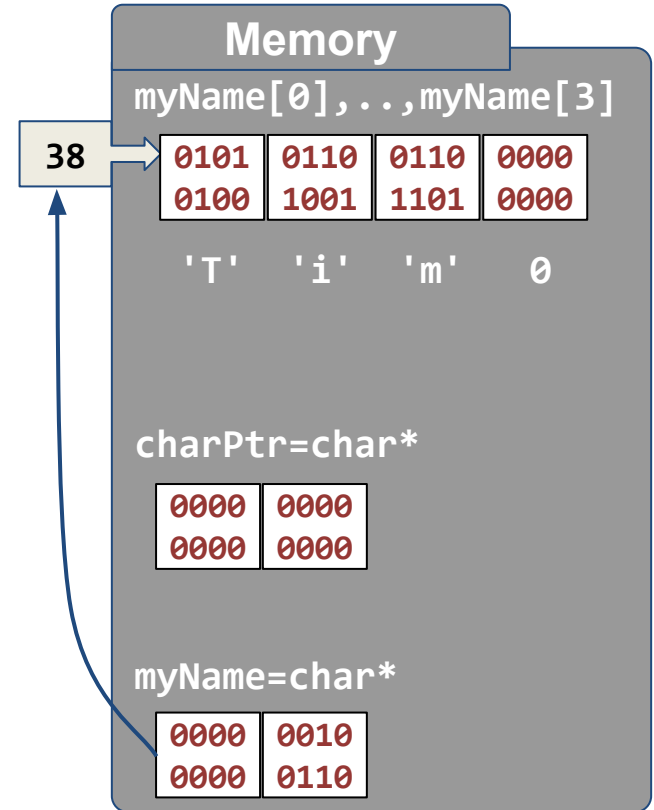 Memory
myName[0],..,myName[3]
38
0101 0110 0110 0000
0100 1001 1101 0000
'T' 'i' 'm' 0
charPtr=char*
0000 0000
0000 0000
myName=char*
0000 0010
0000 0110